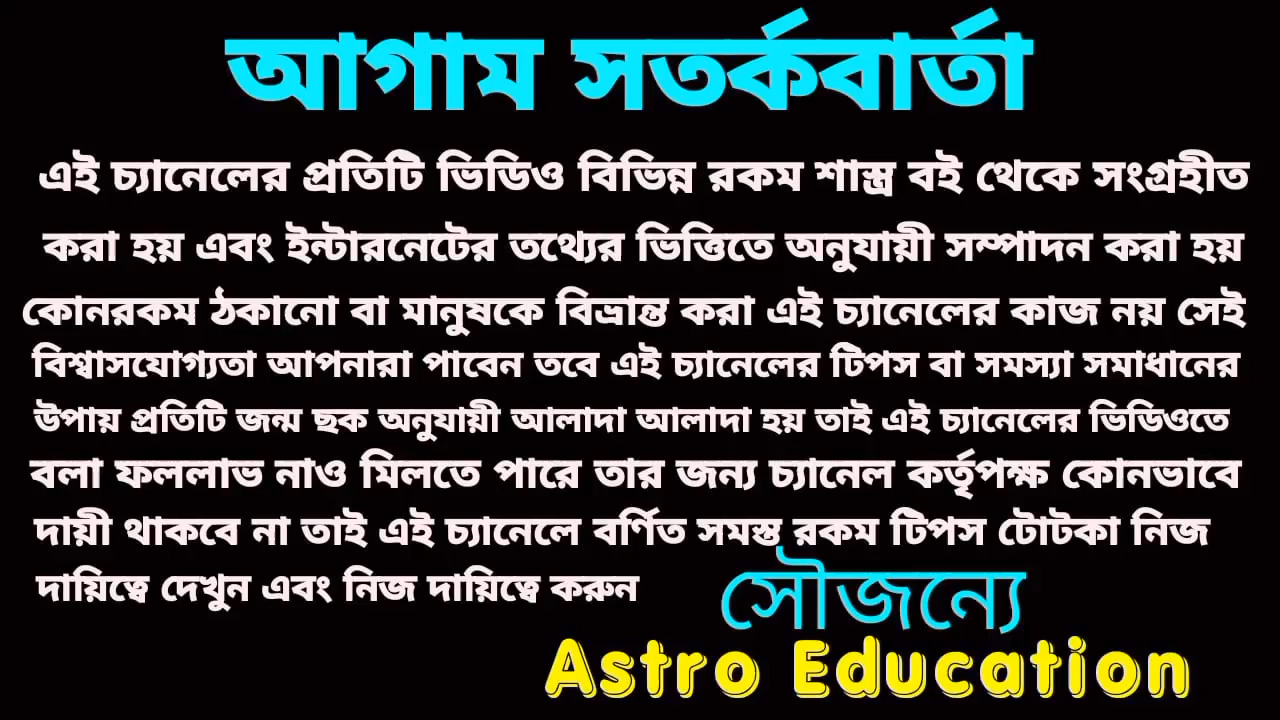 আগাম সতর্কবার্তা
এই চ্যানেলের প্রতিটি ভিডিও বিভিন্ন রকম শাস্ত্র বই থেকে সংগ্রহীত
করা হয় এবং ইন্টারনেটের তথ্যের ভিত্তিতে অনুযায়ী সম্পাদন করা হয়
কোনরকম ঠকানো বা মানুষকে বিভ্রান্ত করা এই চ্যানেলের কাজ নয় সেই
বিশ্বাসযোগ্যতা আপনারা পাবেন তবে এই চ্যানেলের টিপস বা সমস্যা সমাধানের
উপায় প্রতিটি জন্ম ছক অনুযায়ী আলাদা আলাদা হয় তাই এই চ্যানেলের ভিডিওতে
বলা ফললাভ নাও মিলতে পারে তার জন্য চ্যানেল কর্তৃপক্ষ কোনভাবে
দায়ী থাকবে না তাই এই চ্যানেলে বর্ণিত সমস্ত রকম টিপস টোটকা নিজ
দায়িত্বে দেখুন এবং নিজ দায়িত্বে করুন
সৌজন্যে
Astro Education